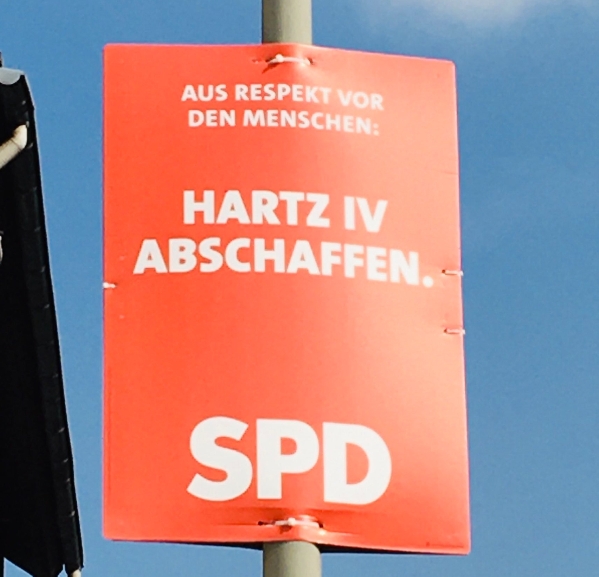 AUS RESPEKT VOR
DEN MENSCHEN:
HARTZ IV
ABSCHAFFEN.
SPD